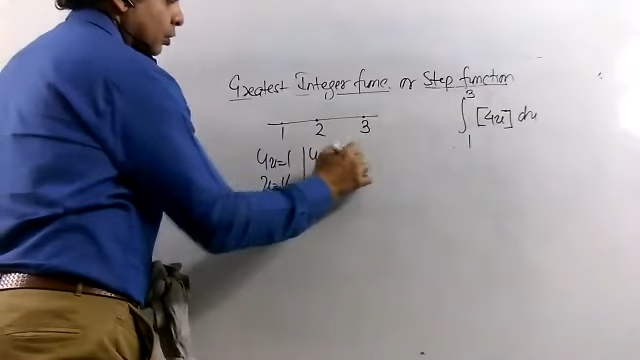 Greatest Integer func. or Step function
∫₁³ [4x] dx
1 2 3
4x=1 | 4
x=1/